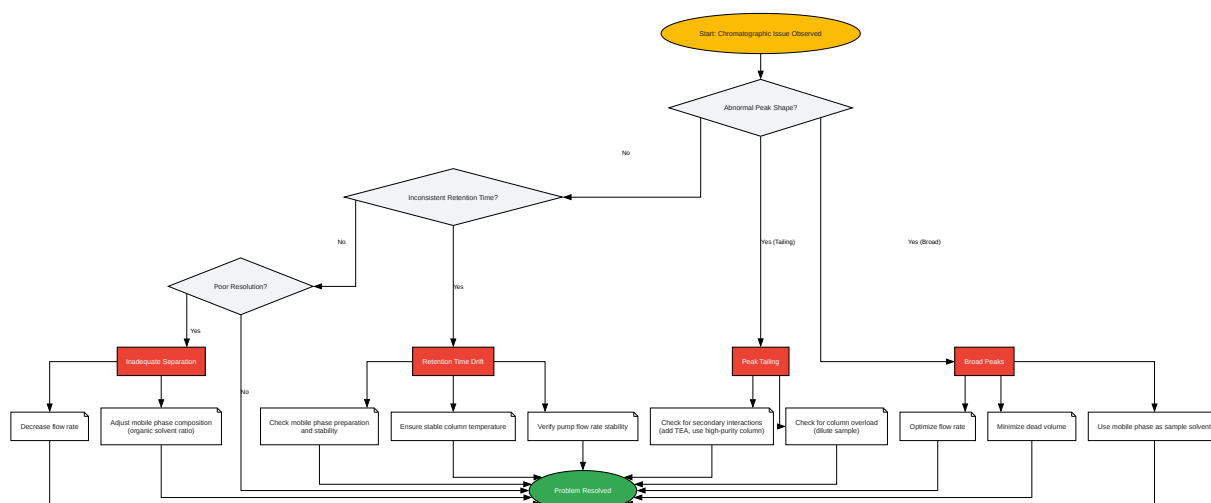 Start: Chromatographic Issue Observed
Abnormal Peak Shape?
No
Inconsistent Retention Time?
No
Yes (Tailing)
Yes (Broad)
Poor Resolution?
Yes
Yes
Inadequate Separation
Retention Time Drift
Peak Tailing
Broad Peaks
No
Decrease flow rate
Adjust mobile phase composition
(organic solvent ratio)
Check mobile phase preparation
and stability
Ensure stable column temperature
Verify pump flow rate stability
Check for secondary interactions
(add TEA, use high-purity column)
Check for column overload
(dilute sample)
Optimize flow rate
Minimize dead volume
Use mobile phase as sample solvent
Problem Resolved